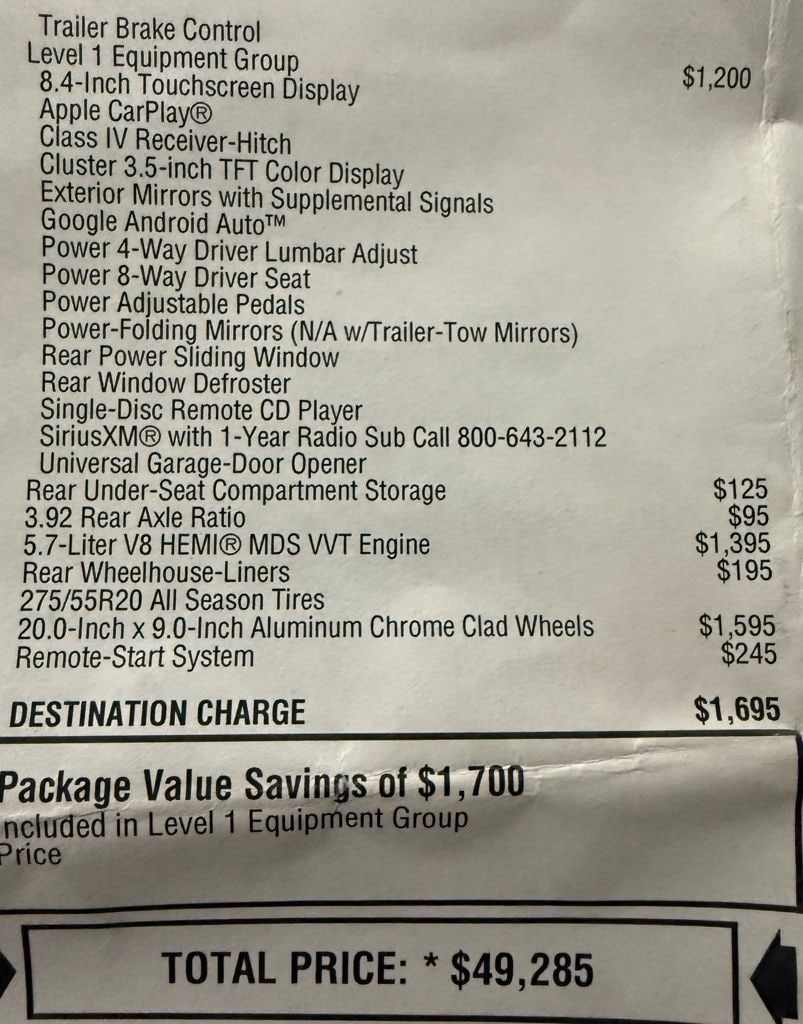 Trailer Brake Control
Level 1 Equipment Group $1,200
8.4-Inch Touchscreen Display
Apple CarPlay®
Class IV Receiver-Hitch
Cluster 3.5-inch TFT Color Display
Exterior Mirrors with Supplemental Signals
Google Android Auto™
Power 4-Way Driver Lumbar Adjust
Power 8-Way Driver Seat
Power Adjustable Pedals
Power-Folding Mirrors (N/A w/Trailer-Tow Mirrors)
Rear Power Sliding Window
Rear Window Defroster
Single-Disc Remote CD Player
SiriusXM® with 1-Year Radio Sub Call 800-643-2112
Universal Garage-Door Opener
Rear Under-Seat Compartment Storage $125
3.92 Rear Axle Ratio $95
5.7-Liter V8 HEMI® MDS VVT Engine $1,395
Rear Wheelhouse-Liners $195
275/55R20 All Season Tires
20.0-Inch x 9.0-Inch Aluminum Chrome Clad Wheels $1,595
Remote-Start System $245
DESTINATION CHARGE $1,695
Package Value Savings of $1,700
ncluded in Level 1 Equipment Group
Price
TOTAL PRICE: * $49,285